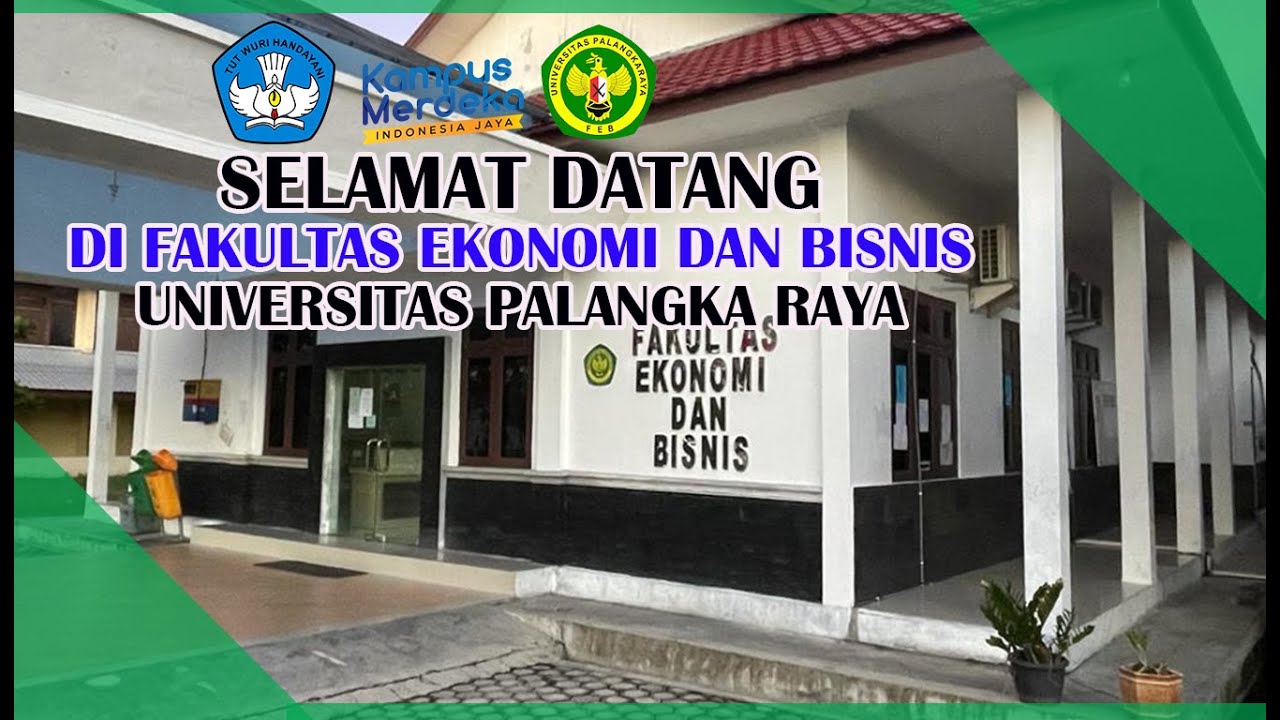 TUT WURI HANDAYANI
Kampus
Merdeka
INDONESIA JAYA
UNIVERSITAS PALANGKARAYA
FEB
SELAMAT DATANG
DI FAKULTAS EKONOMI DAN BISNIS
UNIVERSITAS PALANGKA RAYA
FAKULTAS
EKONOMI
DAN
BISNIS